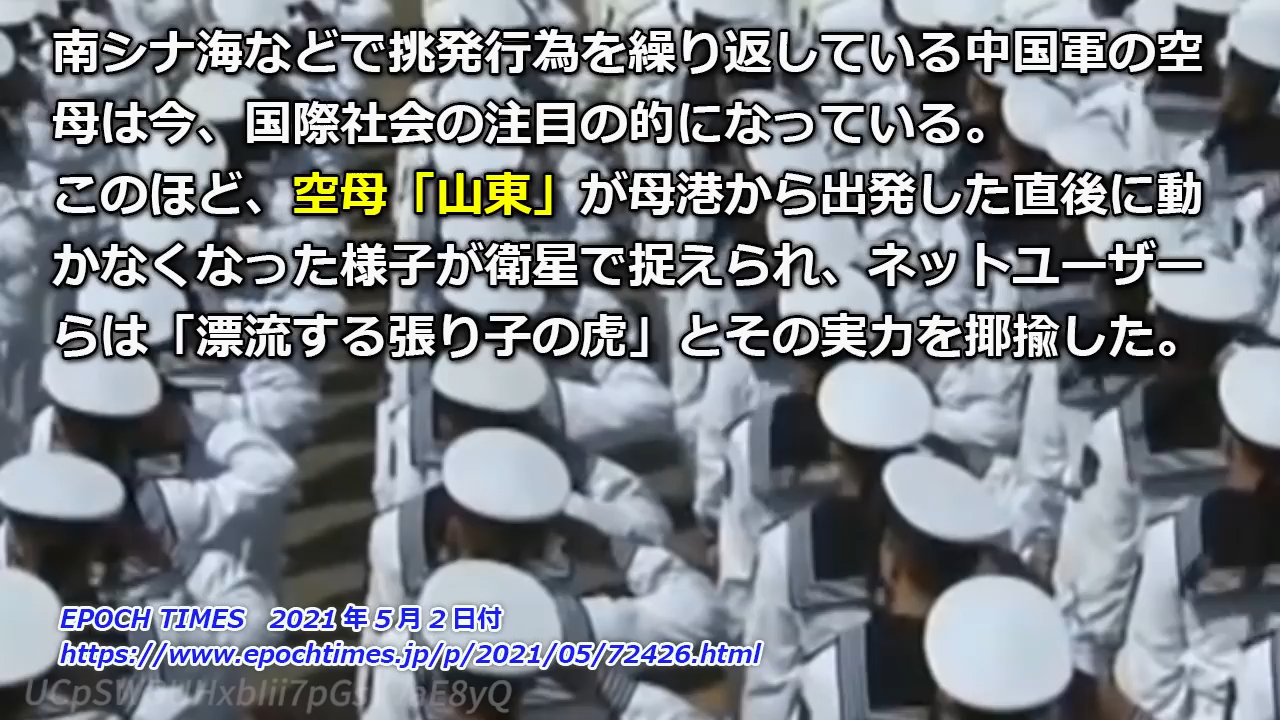 南シナ海などで挑発行為を繰り返している中国軍の空
母は今、国際社会の注目の的になっている。
このほど、空母「山東」が母港から出発した直後に動
かなくなった様子が衛星で捉えられ、ネットユーザー
らは「漂流する張り子の虎」とその実力を揶揄した。
EPOCH TIMES 2021年5月2日付
https://www.epochtimes.jp/p/2021/05/72426.html